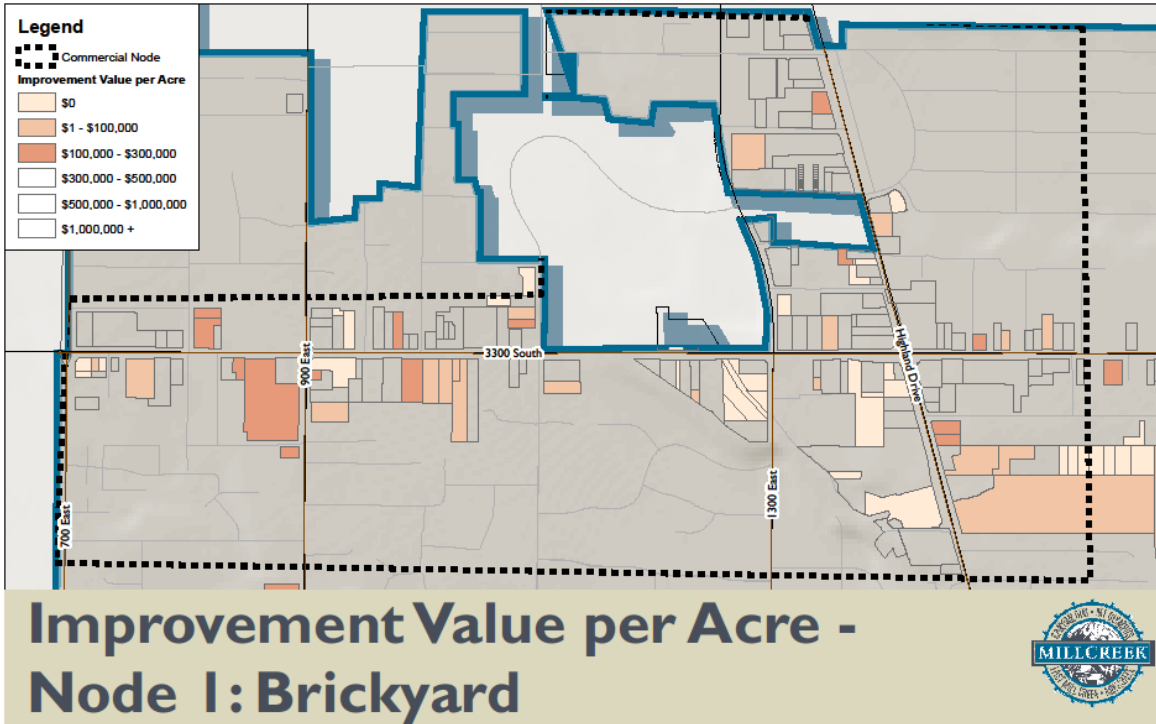 Legend
Commercial Node
Improvement Value per Acre
$0
$1 - $100,000
$100,000 - $300,000
$300,000 - $500,000
$500,000 - $1,000,000
$1,000,000 +
900 East
3300 South
Highland Drive
700 East
1300 East
Improvement Value per Acre -
Node 1: Brickyard
MILLCREEK